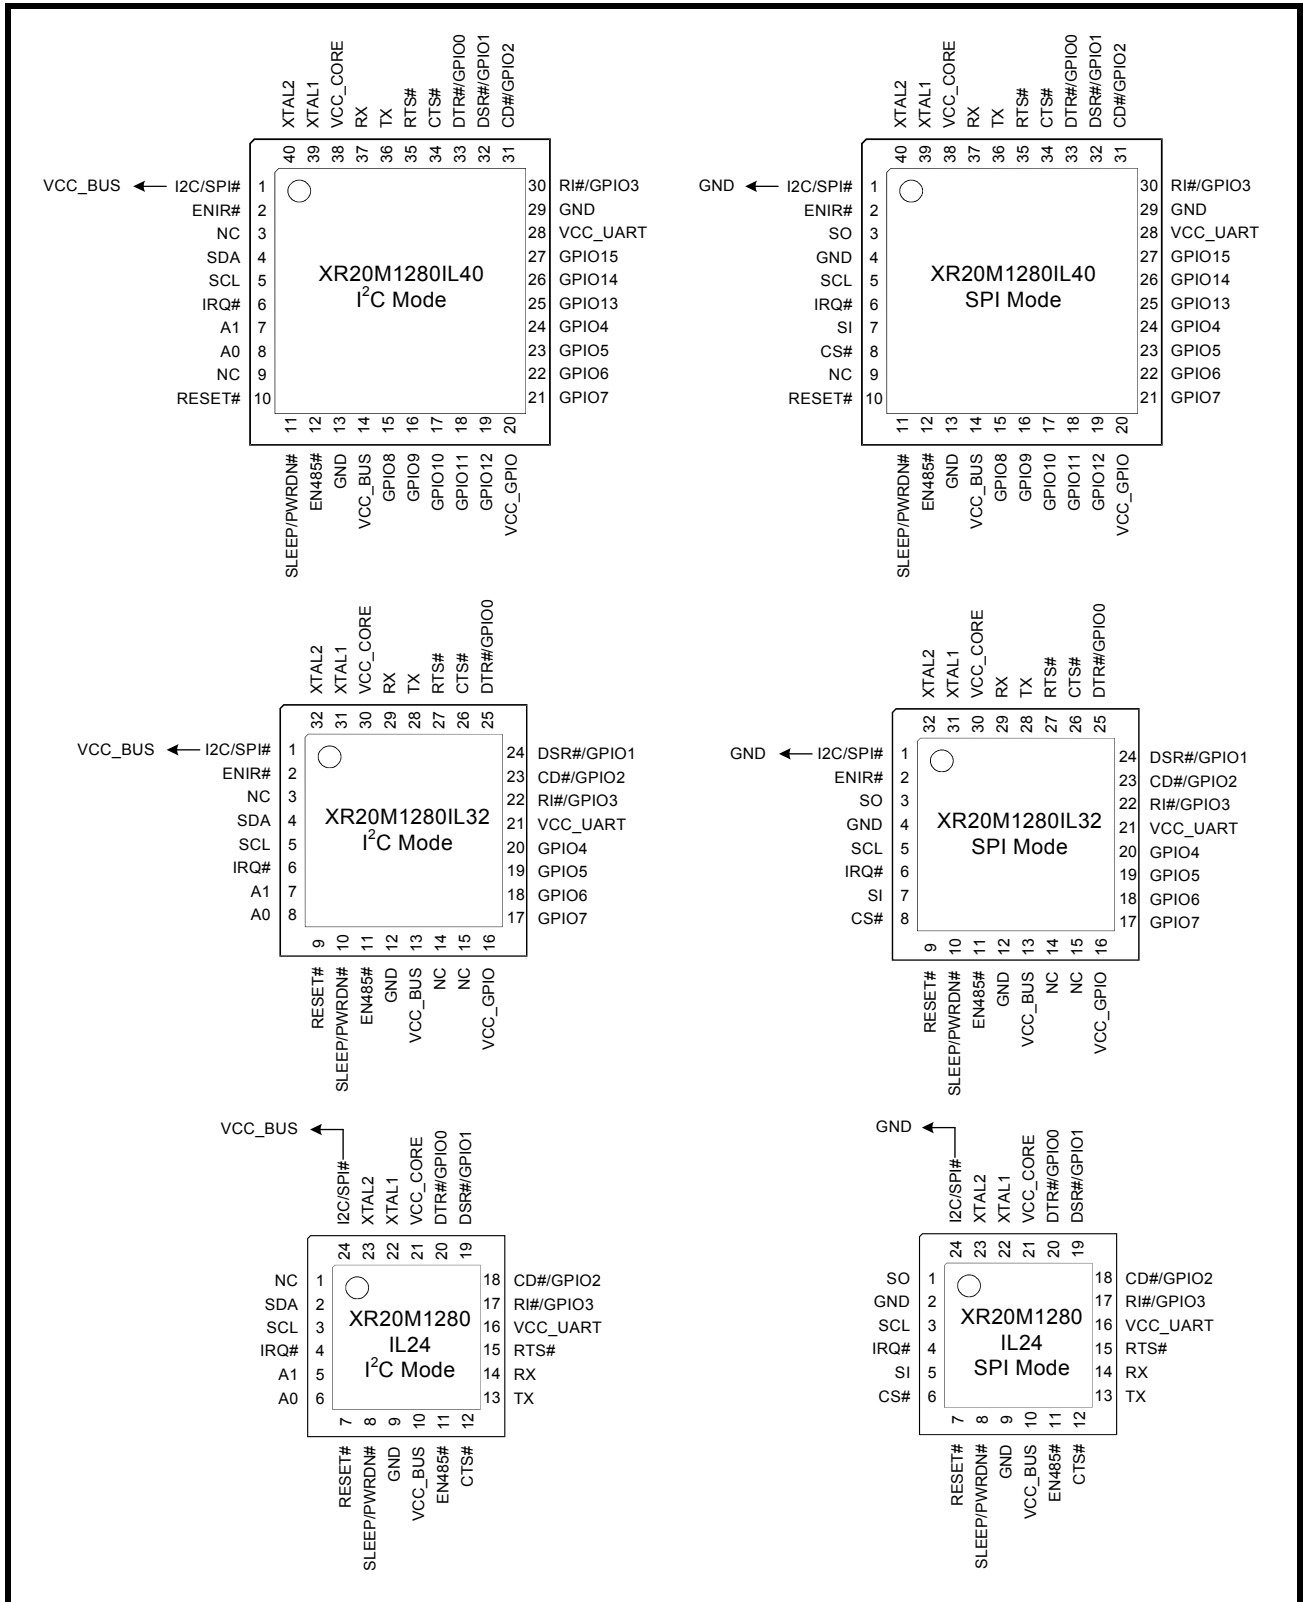 XTAL2
XTAL1
VCC_CORE
RX
TX
RTS#
CTS#
DTR#/GPIO0
DSR#/GPIO1
CD#/GPIO2
40 39 38 37 36 35 34 33 32 31
VCC_BUS I2C/SPI# 1
ENIR# 2
NC 3
SDA 4
SCL 5
IRQ# 6
A1 7
A0 8
NC 9
RESET# 10
XR20M1280IL40
I²C Mode
30 RI#/GPIO3
29 GND
28 VCC_UART
27 GPIO15
26 GPIO14
25 GPIO13
24 GPIO4
23 GPIO5
22 GPIO6
21 GPIO7
11 12 13 14 15 16 17 18 19 20
SLEEP/PWRDN#
EN485#
GND
VCC_BUS
GPIO8
GPIO9
GPIO10
GPIO11
GPIO12
VCC_GPIO
XTAL2
XTAL1
VCC_CORE
RX
TX
RTS#
CTS#
DTR#/GPIO0
DSR#/GPIO1
CD#/GPIO2
40 39 38 37 36 35 34 33 32 31
GND I2C/SPI# 1
ENIR# 2
SO 3
GND 4
SCL 5
IRQ# 6
SI 7
CS# 8
NC 9
RESET# 10
XR20M1280IL40
SPI Mode
30 RI#/GPIO3
29 GND
28 VCC_UART
27 GPIO15
26 GPIO14
25 GPIO13
24 GPIO4
23 GPIO5
22 GPIO6
21 GPIO7
11 12 13 14 15 16 17 18 19 20
SLEEP/PWRDN#
EN485#
GND
VCC_BUS
GPIO8
GPIO9
GPIO10
GPIO11
GPIO12
VCC_GPIO
XTAL2
XTAL1
VCC_CORE
RX
TX
RTS#
CTS#
DTR#/GPIO0
32 31 30 29 28 27 26 25
VCC_BUS I2C/SPI# 1
ENIR# 2
NC 3
SDA 4
SCL 5
IRQ# 6
A1 7
A0 8
XR20M1280IL32
I²C Mode
24 DSR#/GPIO1
23 CD#/GPIO2
22 RI#/GPIO3
21 VCC_UART
20 GPIO4
19 GPIO5
18 GPIO6
17 GPIO7
9 10 11 12 13 14 15 16
RESET#
SLEEP/PWRDN#
EN485#
GND
VCC_BUS
NC
NC
VCC_GPIO
XTAL2
XTAL1
VCC_CORE
RX
TX
RTS#
CTS#
DTR#/GPIO0
32 31 30 29 28 27 26 25
GND I2C/SPI# 1
ENIR# 2
SO 3
GND 4
SCL 5
IRQ# 6
SI 7
CS# 8
XR20M1280IL32
SPI Mode
24 DSR#/GPIO1
23 CD#/GPIO2
22 RI#/GPIO3
21 VCC_UART
20 GPIO4
19 GPIO5
18 GPIO6
17 GPIO7
9 10 11 12 13 14 15 16
RESET#
SLEEP/PWRDN#
EN485#
GND
VCC_BUS
NC
NC
VCC_GPIO
VCC_BUS
I2C/SPI#
XTAL2
XTAL1
VCC_CORE
DTR#/GPIO0
DSR#/GPIO1
24 23 22 21 20 19
NC 1
SDA 2
SCL 3
IRQ# 4
A1 5
A0 6
XR20M1280
IL24
I²C Mode
18 CD#/GPIO2
17 RI#/GPIO3
16 VCC_UART
15 RTS#
14 RX
13 TX
7 8 9 10 11 12
RESET#
SLEEP/PWRDN#
GND
VCC_BUS
EN485#
CTS#
GND
I2C/SPI#
XTAL2
XTAL1
VCC_CORE
DTR#/GPIO0
DSR#/GPIO1
24 23 22 21 20 19
SO 1
GND 2
SCL 3
IRQ# 4
SI 5
CS# 6
XR20M1280
IL24
SPI Mode
18 CD#/GPIO2
17 RI#/GPIO3
16 VCC_UART
15 RTS#
14 RX
13 TX
7 8 9 10 11 12
RESET#
SLEEP/PWRDN#
GND
VCC_BUS
EN485#
CTS#